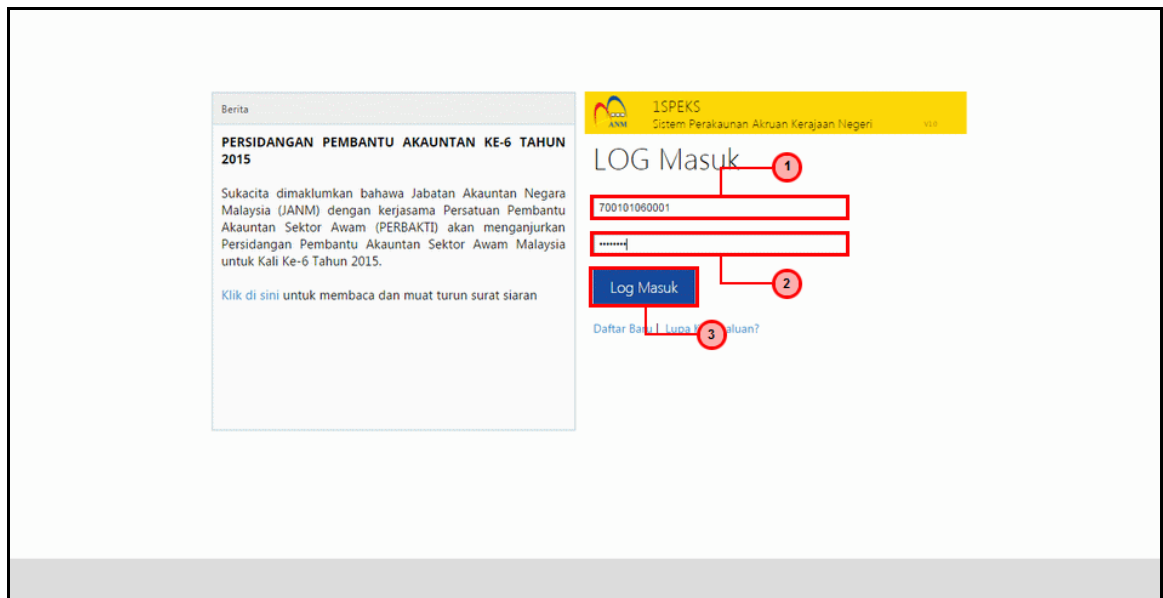 Berita
PERSIDANGAN PEMBANTU AKAUNTAN KE-6 TAHUN
2015
Sukacita dimaklumkan bahawa Jabatan Akauntan Negara
Malaysia (JANM) dengan kerjasama Persatuan Pembantu
Akauntan Sektor Awam (PERBAKTI) akan menganjurkan
Persidangan Pembantu Akauntan Sektor Awam Malaysia
untuk Kali Ke-6 Tahun 2015.
Klik di sini untuk membaca dan muat turun surat siaran
ANM
1SPEKS
Sistem Perakaunan Akruan Kerajaan Negeri
V1.0
LOG Masuk
1
700101060001
2
Log Masuk
Daftar Baru | Lupa
3